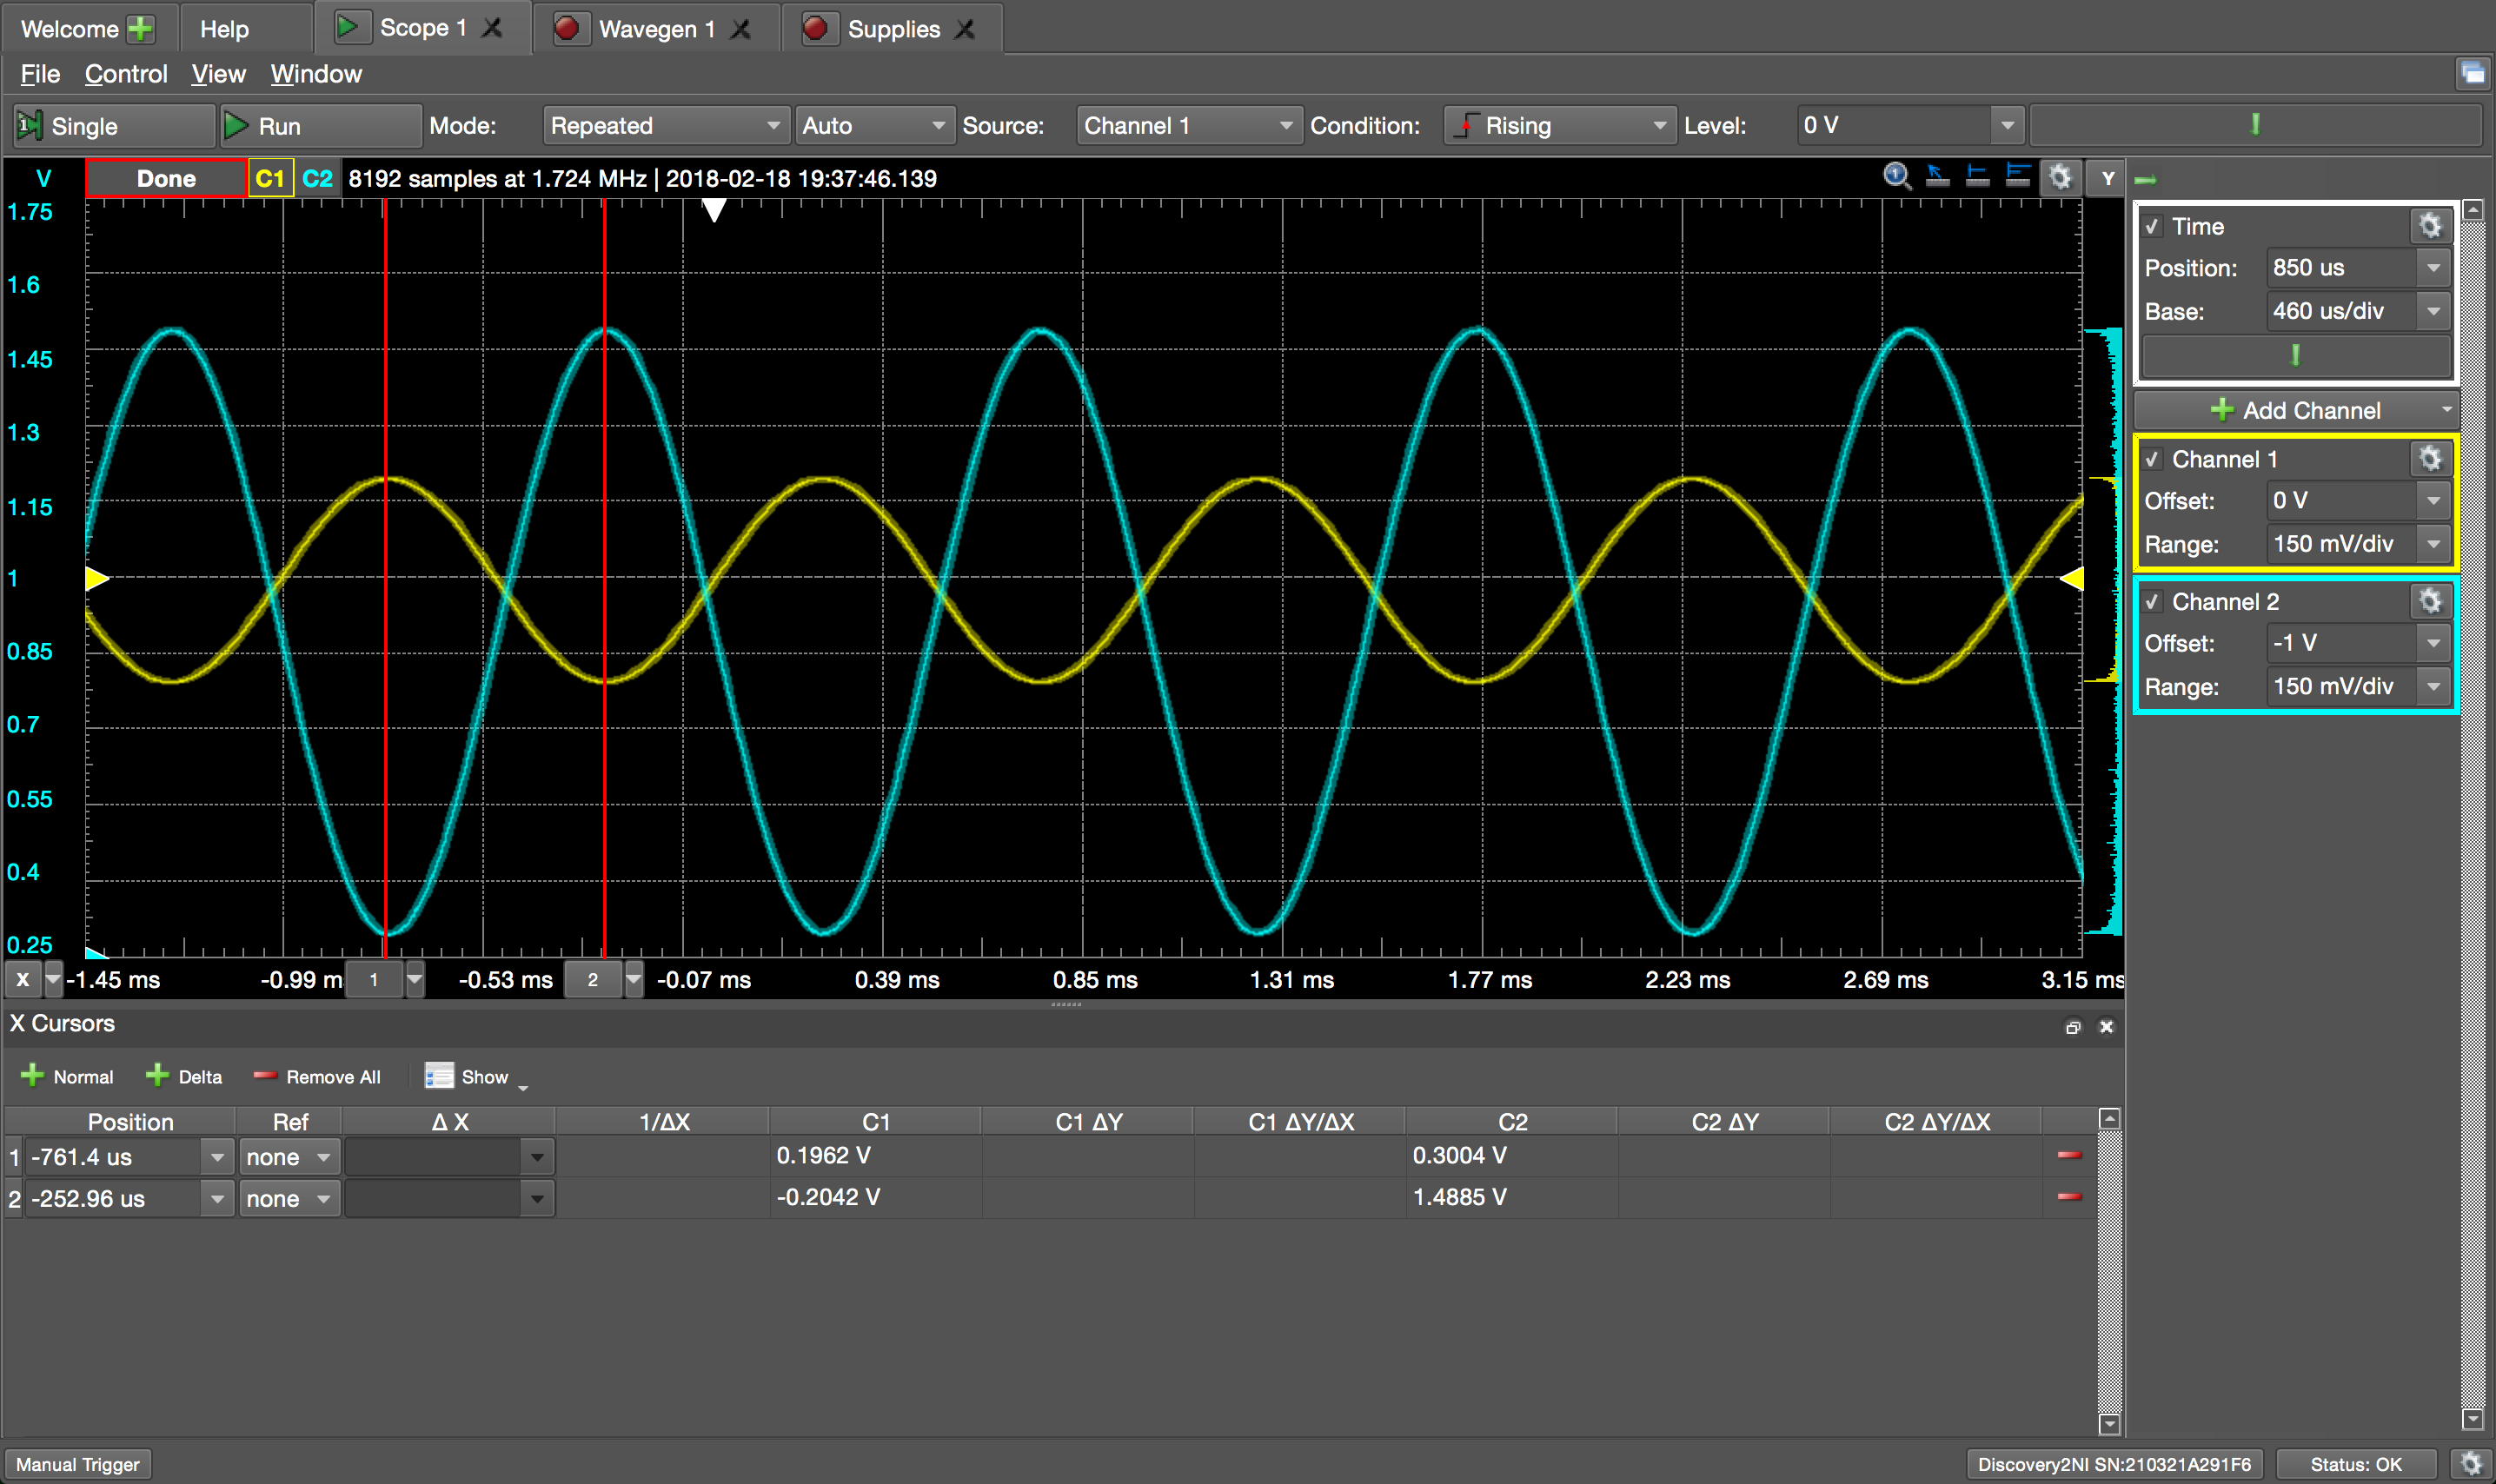 Welcome Help Scope 1 Wavegen 1 Supplies
File Control View Window
Single Run Mode: Repeated Auto Source: Channel 1 Condition: Rising Level: 0 V
V Done C1 C2 8192 samples at 1.724 MHz | 2018-02-18 19:37:46.139 Y
1.75
1.6
1.45
1.3
1.15
1
0.85
0.7
0.55
0.4
0.25
X -1.45 ms -0.99 m 1 -0.53 ms 2 -0.07 ms 0.39 ms 0.85 ms 1.31 ms 1.77 ms 2.23 ms 2.69 ms 3.15 ms
Time
Position: 850 us
Base: 460 us/div
Add Channel
Channel 1
Offset: 0 V
Range: 150 mV/div
Channel 2
Offset: -1 V
Range: 150 mV/div
X Cursors
Normal Delta Remove All Show
Position Ref Δ X 1/ΔX C1 C1 ΔY C1 ΔY/ΔX C2 C2 ΔY C2 ΔY/ΔX
1 -761.4 us none 0.1962 V 0.3004 V
2 -252.96 us none -0.2042 V 1.4885 V
Manual Trigger Discovery2NI SN:210321A291F6 Status: OK